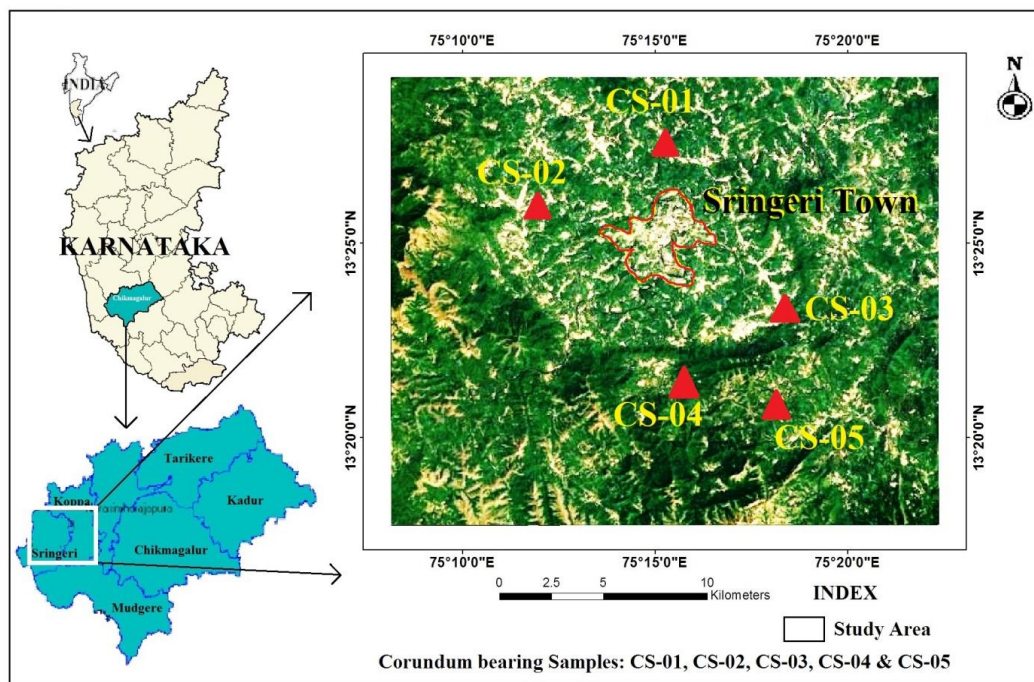 INDIA
KARNATAKA
Chikmagalur
Tarikere
Koppa
Kadur
Sringeri
Chikmagalur
Mudgere
75°10'0"E
75°15'0"E
75°20'0"E
N
CS-01
CS-02
Sringeri Town
13°25'0"N
13°25'0"N
CS-03
CS-04
CS-05
13°20'0"N
13°20'0"N
75°10'0"E
75°15'0"E
75°20'0"E
0 2.5 5 10
Kilometers
INDEX
Study Area
Corundum bearing Samples: CS-01, CS-02, CS-03, CS-04 & CS-05